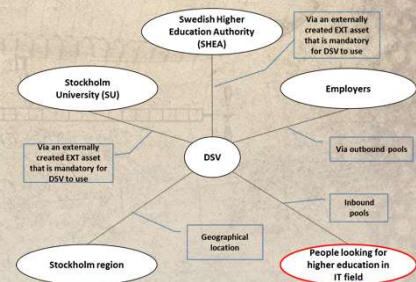 Swedish Higher
Education Authority
(SHEA)
Via an externally
created EXT asset
that is mandatory
for DSV to use
Stockholm
University (SU)
Employers
Via an externally
created EXT asset
that is mandatory for
DSV to use
DSV
Via outbound pools
Inbound
pools
Geographical
location
Stockholm region
People looking for
higher education in
IT field